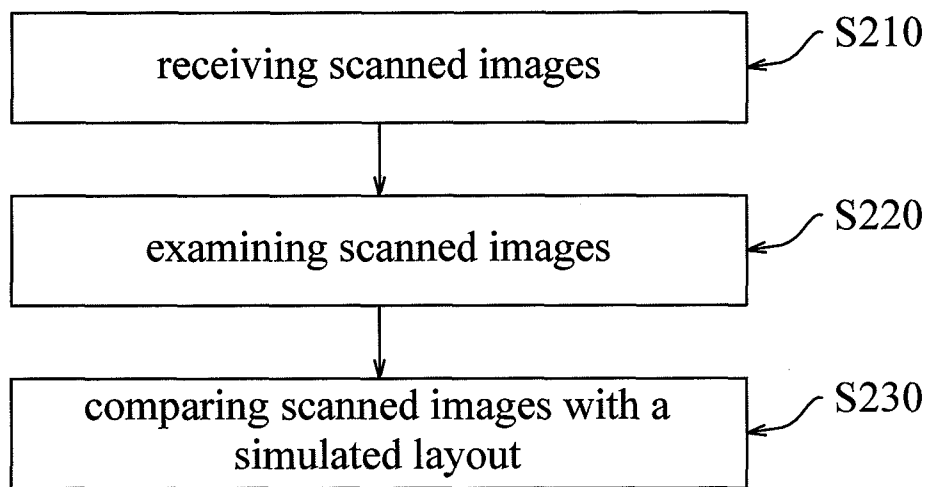 receiving scanned images
S210
examining scanned images
S220
comparing scanned images with a
simulated layout
S230